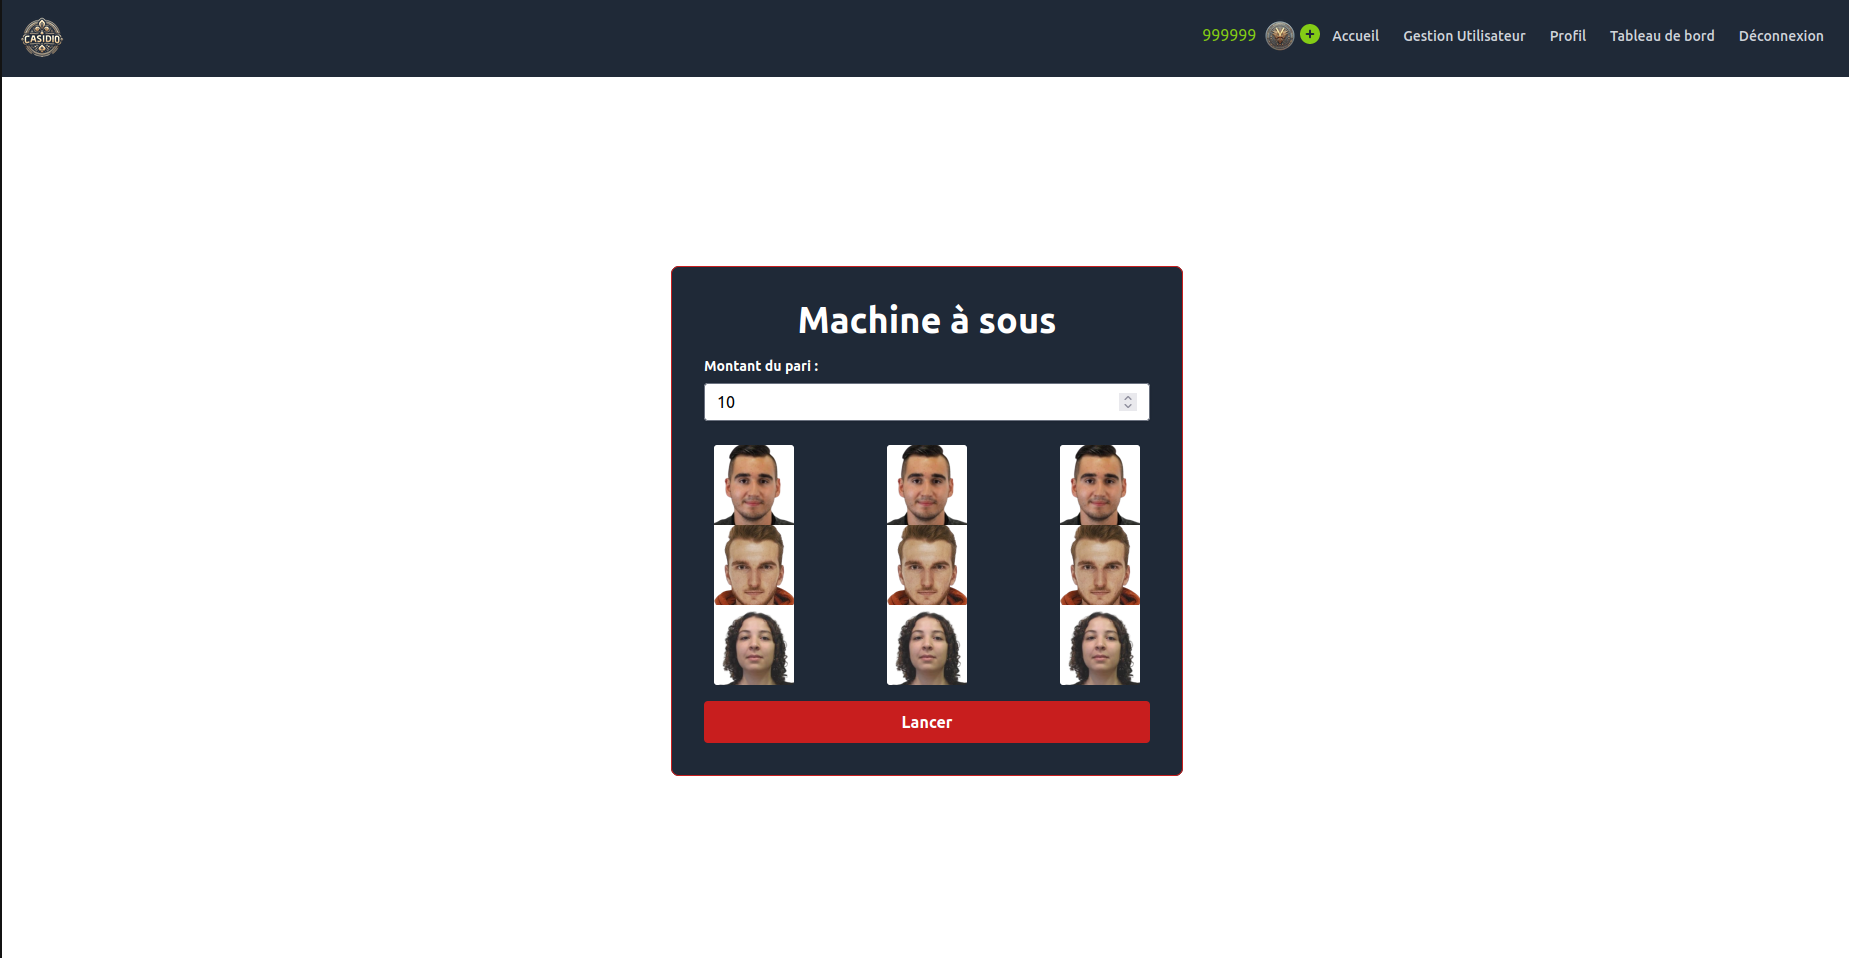 CASIDIO
999999
Accueil
Gestion Utilisateur
Profil
Tableau de bord
Déconnexion
Machine à sous
Montant du pari :
10
Lancer